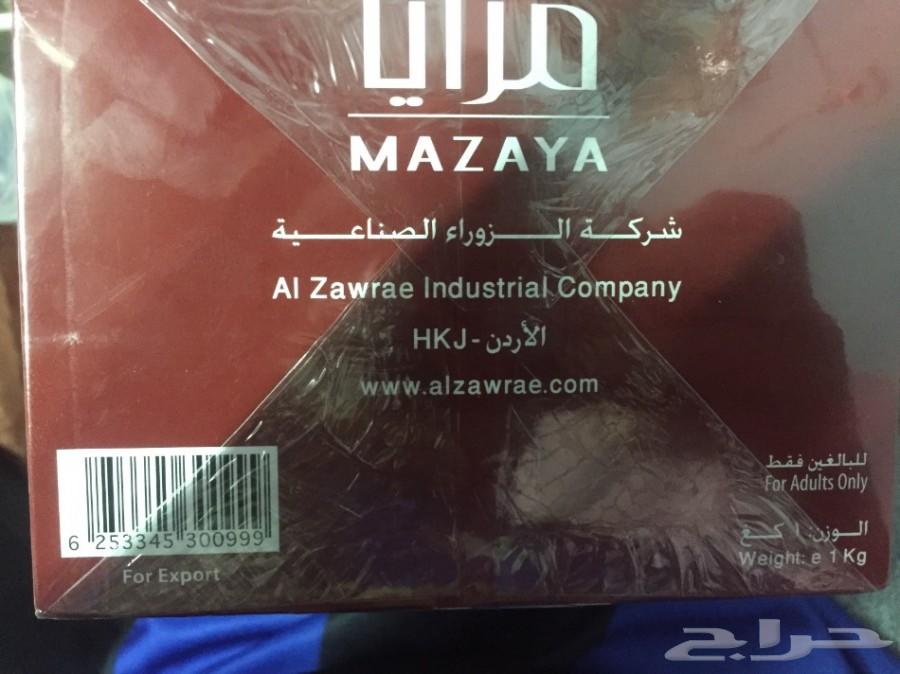 مزايا
MAZAYA
شركة الزوراء الصناعية
Al Zawrae Industrial Company
الأردن - HKJ
www.alzawrae.com
6 253345 300999
For Export
للبالغين فقط
For Adults Only
الوزن: ١ كغ
Weight: e 1 Kg
حراج